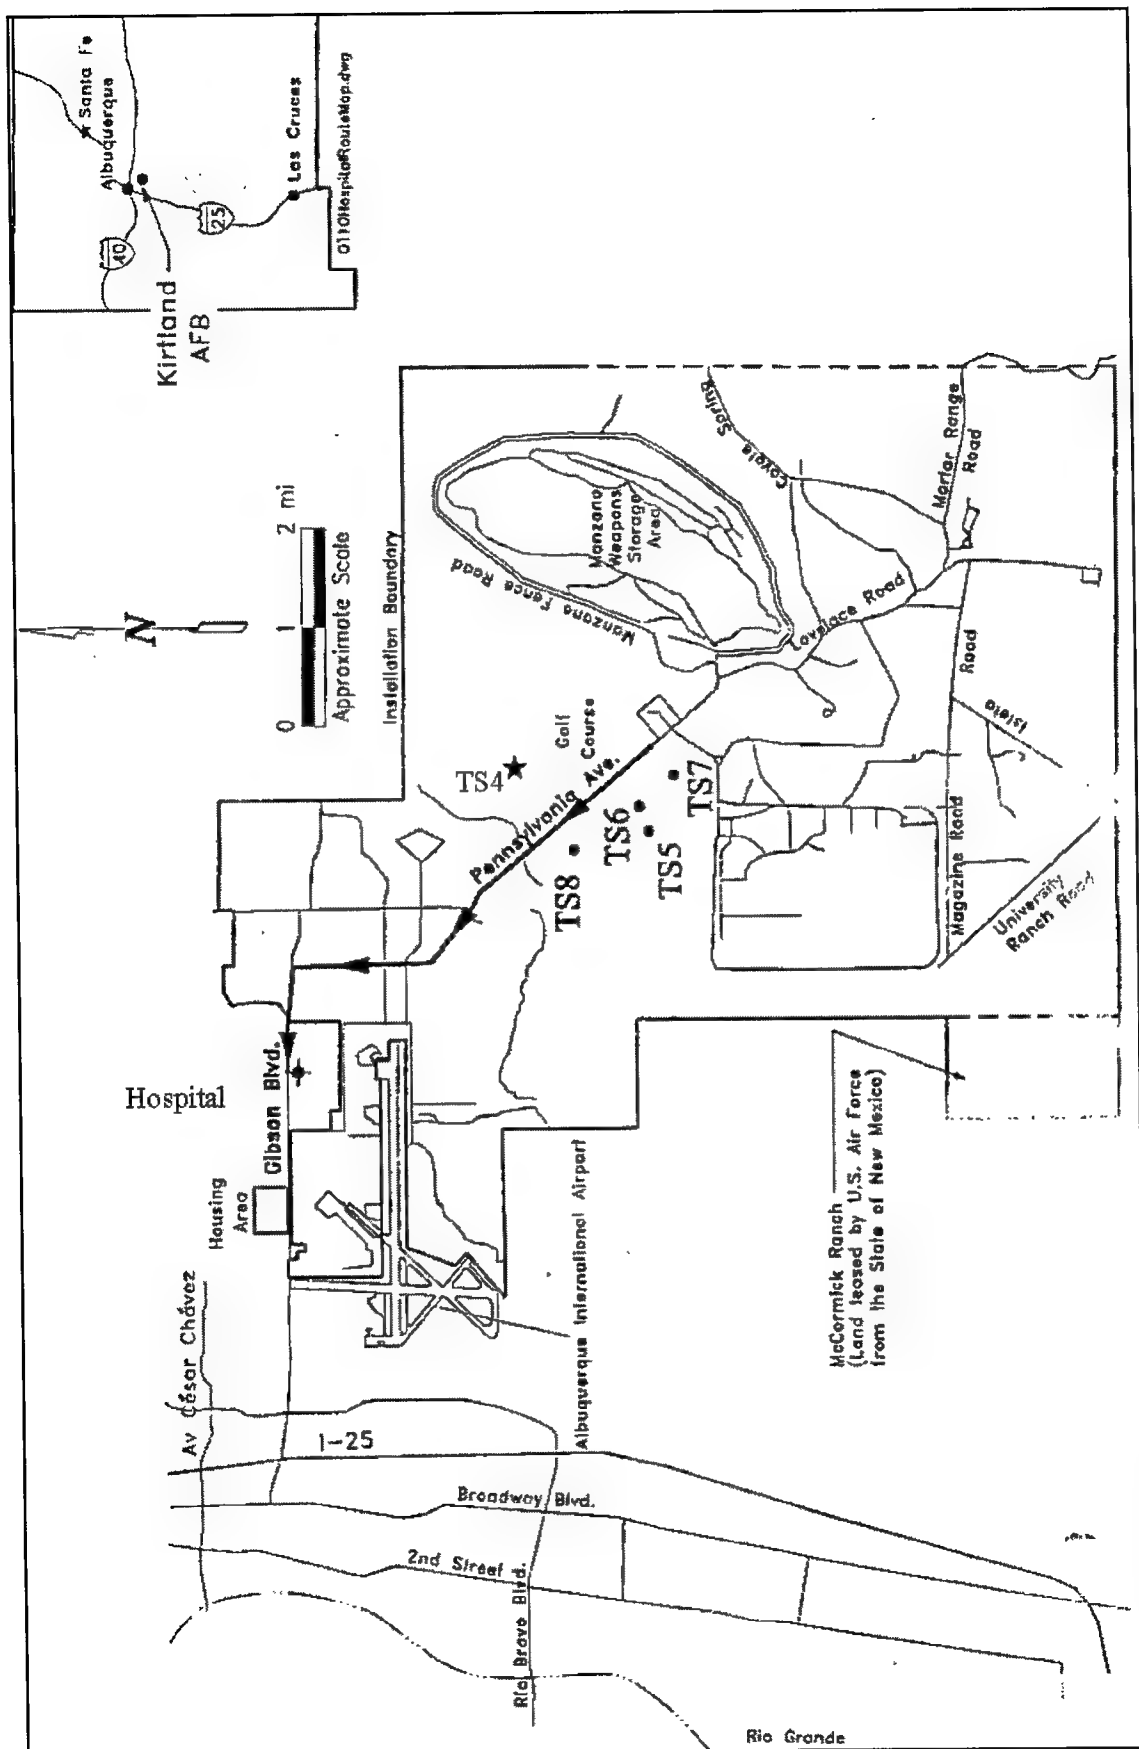 Santa Fe
Albuquerque
40
25
Las Cruces
Kirtland
AFB
0110HospitalRouteMap.dwg
N
0 1 2 mi
Approximate Scale
Installation Boundary
Manzano Fence Road
Manzano
Weapons
Storage
Area
Coyote Spring
Lovelace Road
Mortar Range
Road
Golf
Course
Pennsylvania Ave.
TS4
TS8
TS6
TS5
TS7
Magazine Road
Road
Isleta
University
Ranch Road
Hospital
Gibson Blvd.
Housing
Area
Albuquerque International Airport
McCormick Ranch
(Land leased by U.S. Air Force
from the State of New Mexico)
Av César Chávez
I-25
Broadway Blvd.
2nd Street
Rio Bravo Blvd.
Rio Grande